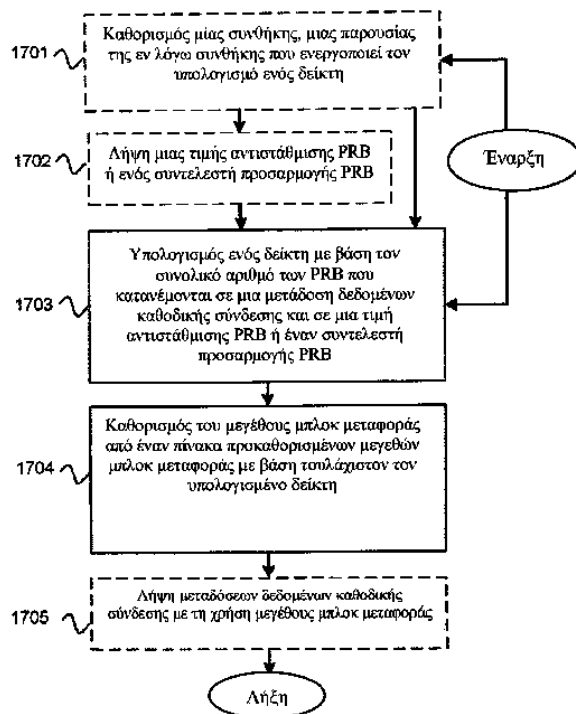 1701
Καθορισμός μίας συνθήκης, μιας παρουσίας
της εν λόγω συνθήκης που ενεργοποιεί τον
υπολογισμό ενός δείκτη
Έναρξη
1702
Λήψη μιας τιμής αντιστάθμισης PRB
ή ενός συντελεστή προσαρμογής PRB
1703
Υπολογισμός ενός δείκτη με βάση τον
συνολικό αριθμό των PRB που
κατανέμονται σε μια μετάδοση δεδομένων
καθοδικής σύνδεσης και σε μια τιμή
αντιστάθμισης PRB ή έναν συντελεστή
προσαρμογής PRB
1704
Καθορισμός του μεγέθους μπλοκ μεταφοράς
από έναν πίνακα προκαθορισμένων μεγεθών
μπλοκ μεταφοράς με βάση τουλάχιστον τον
υπολογισμένο δείκτη
1705
Λήψη μεταδόσεων δεδομένων καθοδικής
σύνδεσης με τη χρήση μεγέθους μπλοκ μεταφοράς
Λήξη